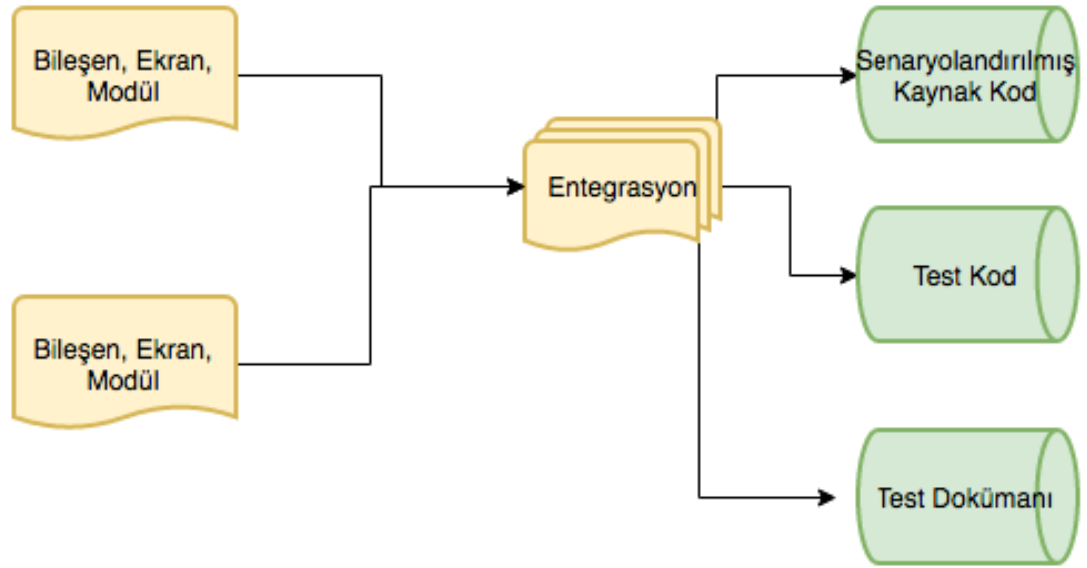 Bileşen, Ekran,
Modül
Bileşen, Ekran,
Modül
Entegrasyon
Senaryolandırılmış
Kaynak Kod
Test Kod
Test Dokümanı